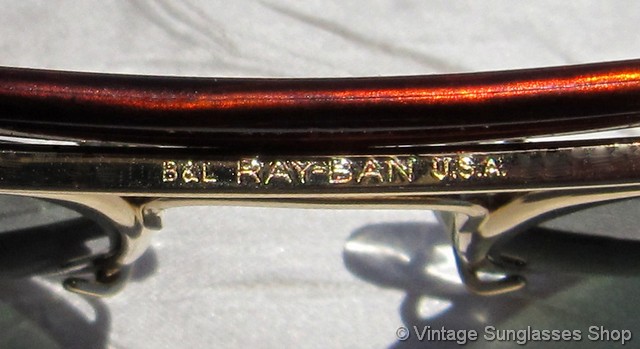 B&L RAY-BAN U.S.A.
© Vintage Sunglasses Shop